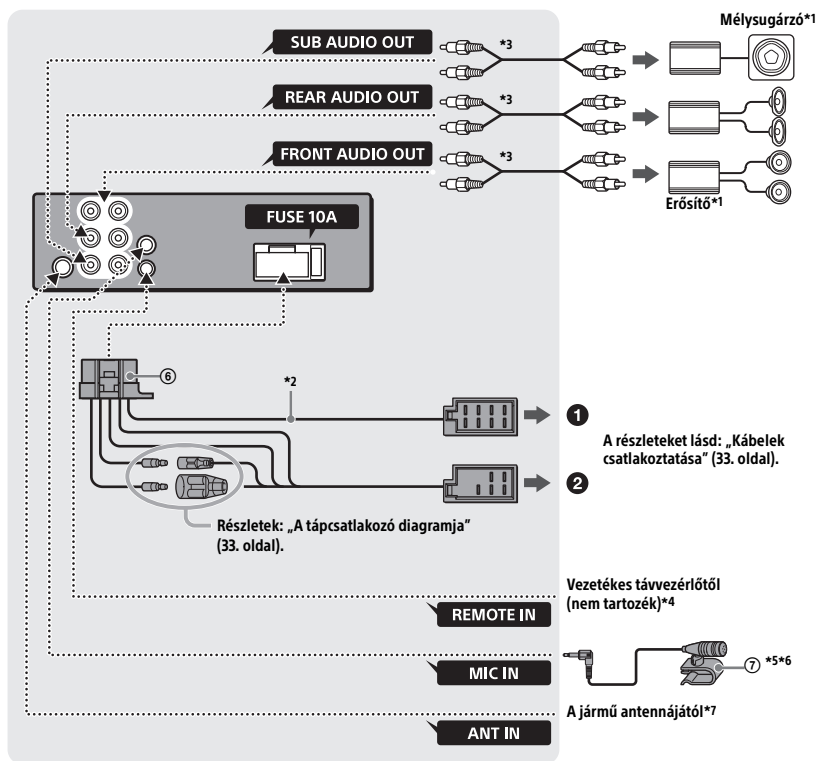 Mélysugárzó*1
SUB AUDIO OUT
*3
REAR AUDIO OUT
*3
FRONT AUDIO OUT
*3
Erősítő*1
FUSE 10A
⑥
*2
❶
A részleteket lásd: „Kábelek
csatlakoztatása” (33. oldal).
❷
Részletek: „A tápcsatlakozó diagramja”
(33. oldal).
Vezetékes távvezérlőtől
(nem tartozék)*4
REMOTE IN
MIC IN
⑦ *5*6
A jármű antennájától*7
ANT IN